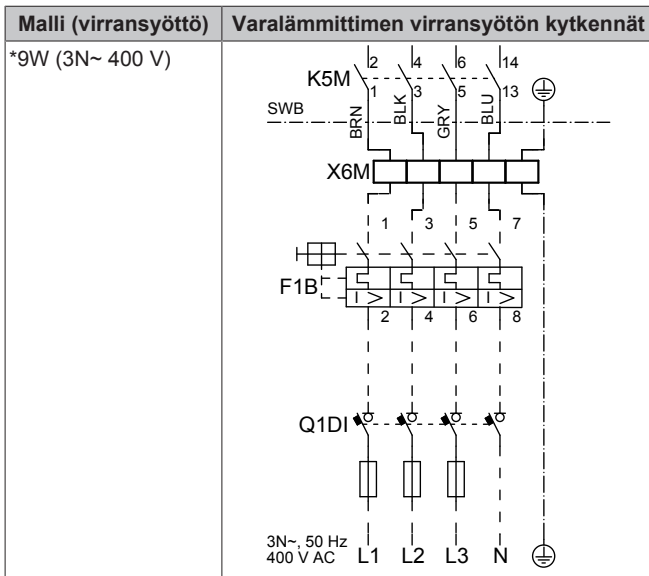 Malli (virransyöttö) Varalämmittimen virransyötön kytkennät
*9W (3N~ 400 V)
2 4 6 14
K5M
1 3 5 13
SWB
BRN BLK GRY BLU
X6M
1 3 5 7
F1B
I > I > I > I >
2 4 6 8
Q1DI
3N~, 50 Hz
400 V AC L1 L2 L3 N